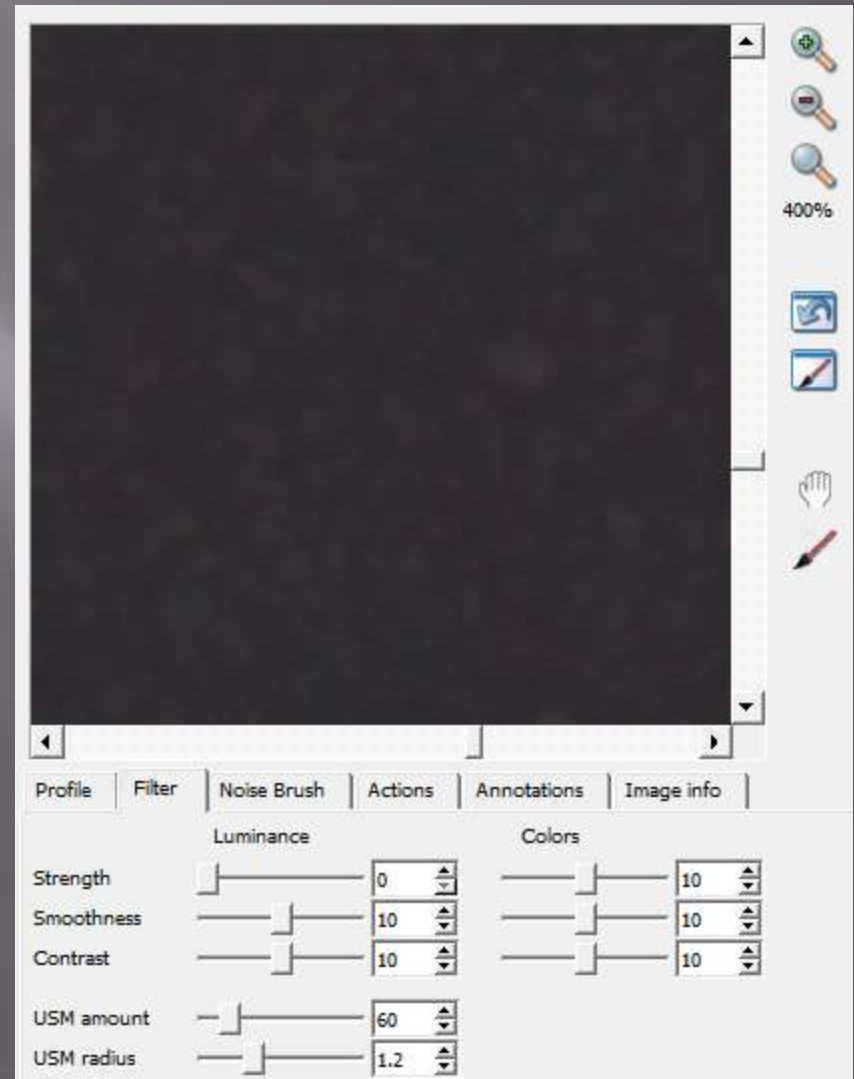 400%
Profile Filter Noise Brush Actions Annotations Image info
Luminance Colors
Strength 0 10
Smoothness 10 10
Contrast 10 10
USM amount 60
USM radius 1.2